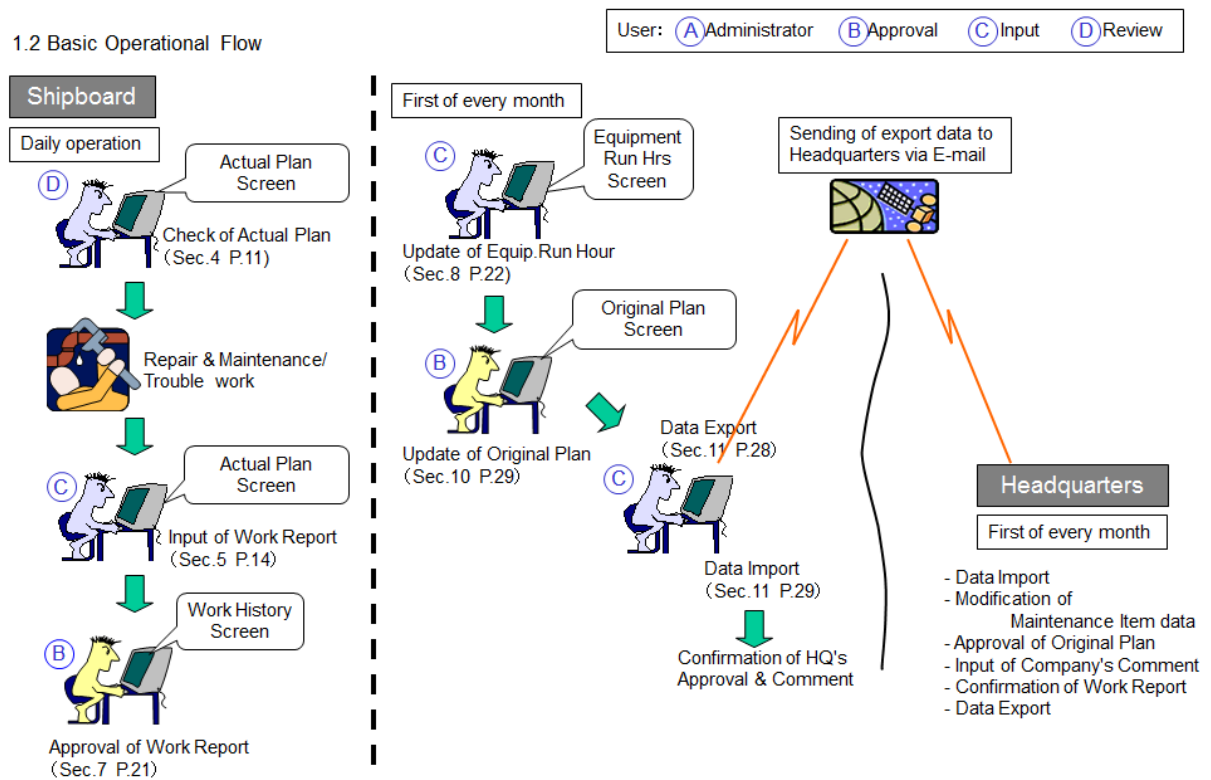 1.2 Basic Operational Flow
User: Ⓐ Administrator Ⓑ Approval Ⓒ Input Ⓓ Review
Shipboard
Daily operation
Ⓓ
Actual Plan
Screen
Check of Actual Plan
(Sec.4 P.11)
Repair & Maintenance/
Trouble work
Ⓒ
Actual Plan
Screen
Input of Work Report
(Sec.5 P.14)
Ⓑ
Work History
Screen
Approval of Work Report
(Sec.7 P.21)
First of every month
Ⓒ
Equipment
Run Hrs
Screen
Update of Equip.Run Hour
(Sec.8 P.22)
Ⓑ
Original Plan
Screen
Update of Original Plan
(Sec.10 P.29)
Data Export
(Sec.11 P.28)
Ⓒ
Data Import
(Sec.11 P.29)
Confirmation of HQ's
Approval & Comment
Sending of export data to
Headquarters via E-mail
Headquarters
First of every month
- Data Import
- Modification of
Maintenance Item data
- Approval of Original Plan
- Input of Company's Comment
- Confirmation of Work Report
- Data Export